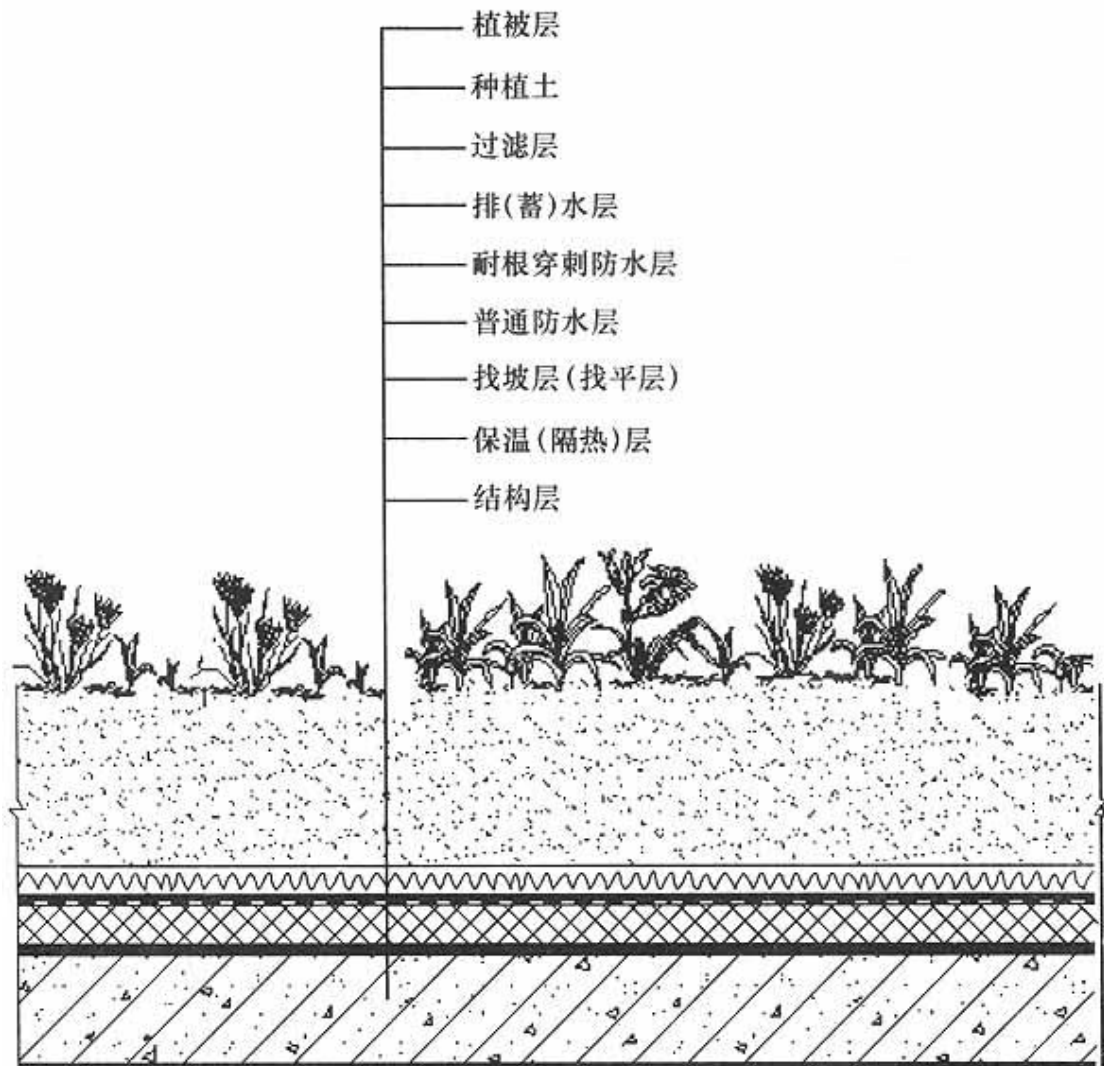 植被层
种植土
过滤层
排(蓄)水层
耐根穿刺防水层
普通防水层
找坡层(找平层)
保温(隔热)层
结构层